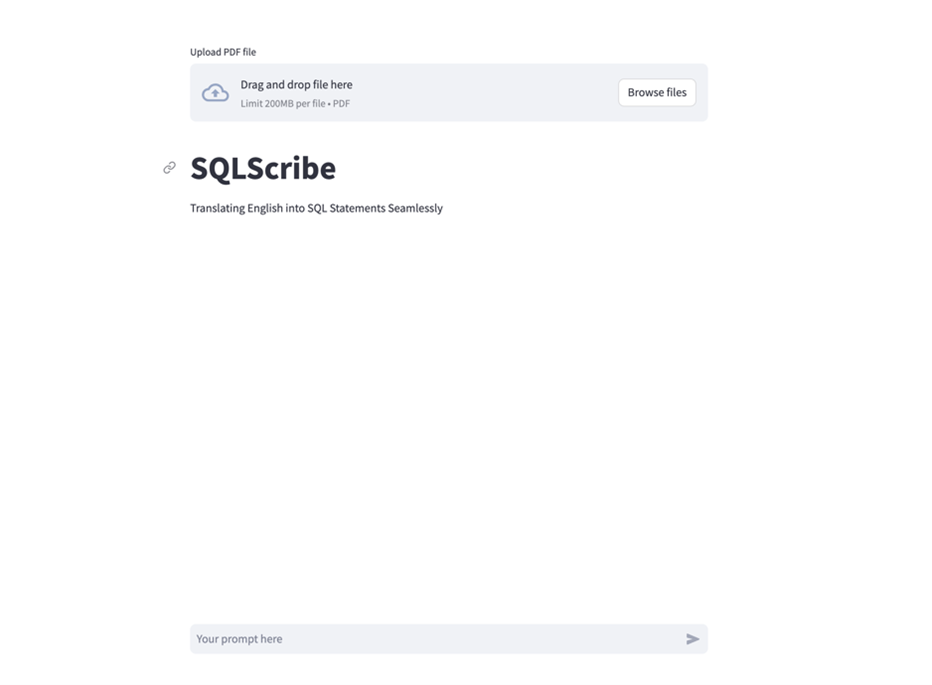 Upload PDF file
Drag and drop file here
Limit 200MB per file • PDF
Browse files
SQLScribe
Translating English into SQL Statements Seamlessly
Your prompt here